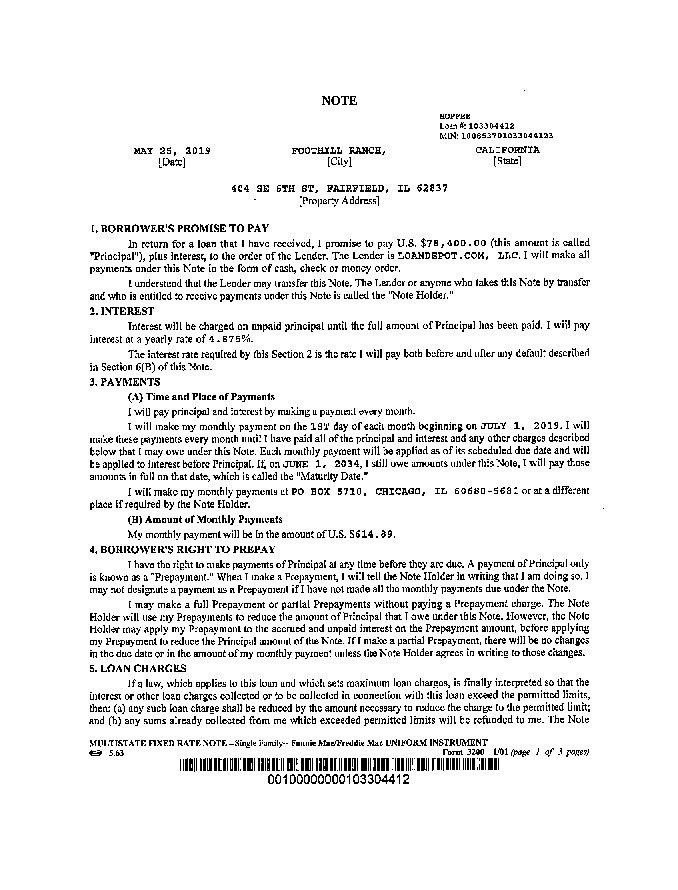 NOTE
HOPPER
Loan #: 103304412
MIN: 100853701033044123
MAY 25, 2019 FOOTHILL RANCH, CALIFORNIA
[Date] [City] [State]
404 SE 6TH ST, FAIRFIELD, IL 62837
[Property Address]
1. BORROWER'S PROMISE TO PAY
In return for a loan that I have received, I promise to pay U.S. $78,400.00 (this amount is called
"Principal"), plus interest, to the order of the Lender. The Lender is LOANDEPOT.COM, LLC. I will make all
payments under this Note in the form of cash, check or money order.
I understand that the Lender may transfer this Note. The Lender or anyone who takes this Note by transfer
and who is entitled to receive payments under this Note is called the "Note Holder."
2. INTEREST
Interest will be charged on unpaid principal until the full amount of Principal has been paid. I will pay
interest at a yearly rate of 4.875%.
The interest rate required by this Section 2 is the rate I will pay both before and after any default described
in Section 6(B) of this Note.
3. PAYMENTS
(A) Time and Place of Payments
I will pay principal and interest by making a payment every month.
I will make my monthly payment on the 1ST day of each month beginning on JULY 1, 2019. I will
make these payments every month until I have paid all of the principal and interest and any other charges described
below that I may owe under this Note. Each monthly payment will be applied as of its scheduled due date and will
be applied to interest before Principal. If, on JUNE 1, 2034, I still owe amounts under this Note, I will pay those
amounts in full on that date, which is called the "Maturity Date."
I will make my monthly payments at PO BOX 5710, CHICAGO, IL 60680-5681 or at a different
place if required by the Note Holder.
(B) Amount of Monthly Payments
My monthly payment will be in the amount of U.S. $614.89.
4. BORROWER'S RIGHT TO PREPAY
I have the right to make payments of Principal at any time before they are due. A payment of Principal only
is known as a "Prepayment." When I make a Prepayment, I will tell the Note Holder in writing that I am doing so. I
may not designate a payment as a Prepayment if I have not made all the monthly payments due under the Note.
I may make a full Prepayment or partial Prepayments without paying a Prepayment charge. The Note
Holder will use my Prepayments to reduce the amount of Principal that I owe under this Note. However, the Note
Holder may apply my Prepayment to the accrued and unpaid interest on the Prepayment amount, before applying
my Prepayment to reduce the Principal amount of the Note. If I make a partial Prepayment, there will be no changes
in the due date or in the amount of my monthly payment unless the Note Holder agrees in writing to those changes.
5. LOAN CHARGES
If a law, which applies to this loan and which sets maximum loan charges, is finally interpreted so that the
interest or other loan charges collected or to be collected in connection with this loan exceed the permitted limits,
then: (a) any such loan charge shall be reduced by the amount necessary to reduce the charge to the permitted limit;
and (b) any sums already collected from me which exceeded permitted limits will be refunded to me. The Note
MULTISTATE FIXED RATE NOTE --Single Family-- Fannie Mae/Freddie Mac UNIFORM INSTRUMENT
5.63 Form 3200 1/01 (page 1 of 3 pages)
00100000000103304412